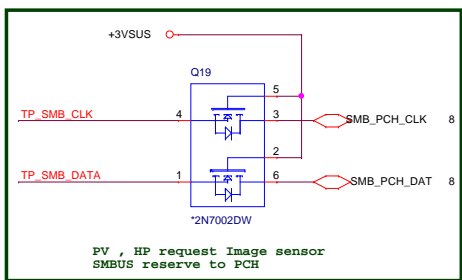 +3VSUS
Q19
5
TP_SMB_CLK 4 3 SMB_PCH_CLK 8
2
TP_SMB_DATA 1 6 SMB_PCH_DAT 8
*2N7002DW
PV , HP request Image sensor
SMBUS reserve to PCH